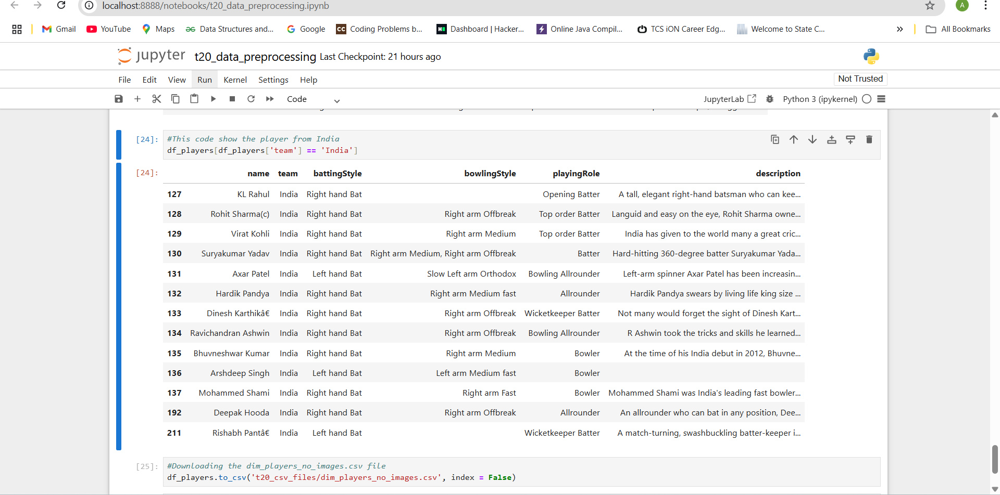 localhost:8888/notebooks/t20_data_preprocessing.ipynb A
Gmail YouTube Maps Data Structures and... Google CC Coding Problems b... Dashboard | Hacker... Online Java Compil... TCS iON Career Edg... Welcome to State C... » All Bookmarks
jupyter t20_data_preprocessing Last Checkpoint: 21 hours ago
File Edit View Run Kernel Settings Help Not Trusted
Code JupyterLab Python 3 (ipykernel)
[24]: #This code show the player from India
df_players[df_players['team'] == 'India']
[24]: name team battingStyle bowlingStyle playingRole description
127 KL Rahul India Right hand Bat Opening Batter A tall, elegant right-hand batsman who can kee...
128 Rohit Sharma(c) India Right hand Bat Right arm Offbreak Top order Batter Languid and easy on the eye, Rohit Sharma owne...
129 Virat Kohli India Right hand Bat Right arm Medium Top order Batter India has given to the world many a great cric...
130 Suryakumar Yadav India Right hand Bat Right arm Medium, Right arm Offbreak Batter Hard-hitting 360-degree batter Suryakumar Yada...
131 Axar Patel India Left hand Bat Slow Left arm Orthodox Bowling Allrounder Left-arm spinner Axar Patel has been increasin...
132 Hardik Pandya India Right hand Bat Right arm Medium fast Allrounder Hardik Pandya swears by living life king size ...
133 Dinesh Karthikâ€ India Right hand Bat Right arm Offbreak Wicketkeeper Batter Not many would forget the sight of Dinesh Kart...
134 Ravichandran Ashwin India Right hand Bat Right arm Offbreak Bowling Allrounder R Ashwin took the tricks and skills he learned...
135 Bhuvneshwar Kumar India Right hand Bat Right arm Medium Bowler At the time of his India debut in 2012, Bhuvne...
136 Arshdeep Singh India Left hand Bat Left arm Medium fast Bowler
137 Mohammed Shami India Right hand Bat Right arm Fast Bowler Mohammed Shami was India's leading fast bowler...
192 Deepak Hooda India Right hand Bat Right arm Offbreak Allrounder An allrounder who can bat in any position, Dee...
211 Rishabh Pantâ€ India Left hand Bat Wicketkeeper Batter A match-turning, swashbuckling batter-keeper i...
[25]: #Downloading the dim_players_no_images.csv file
df_players.to_csv('t20_csv_files/dim_players_no_images.csv', index = False)